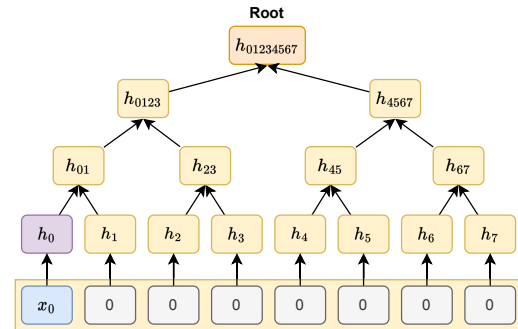 Root
h₀₁₂₃₄₅₆₇
h₀₁₂₃ h₄₅₆₇
h₀₁ h₂₃ h₄₅ h₆₇
h₀ h₁ h₂ h₃ h₄ h₅ h₆ h₇
x₀ 0 0 0 0 0 0 0